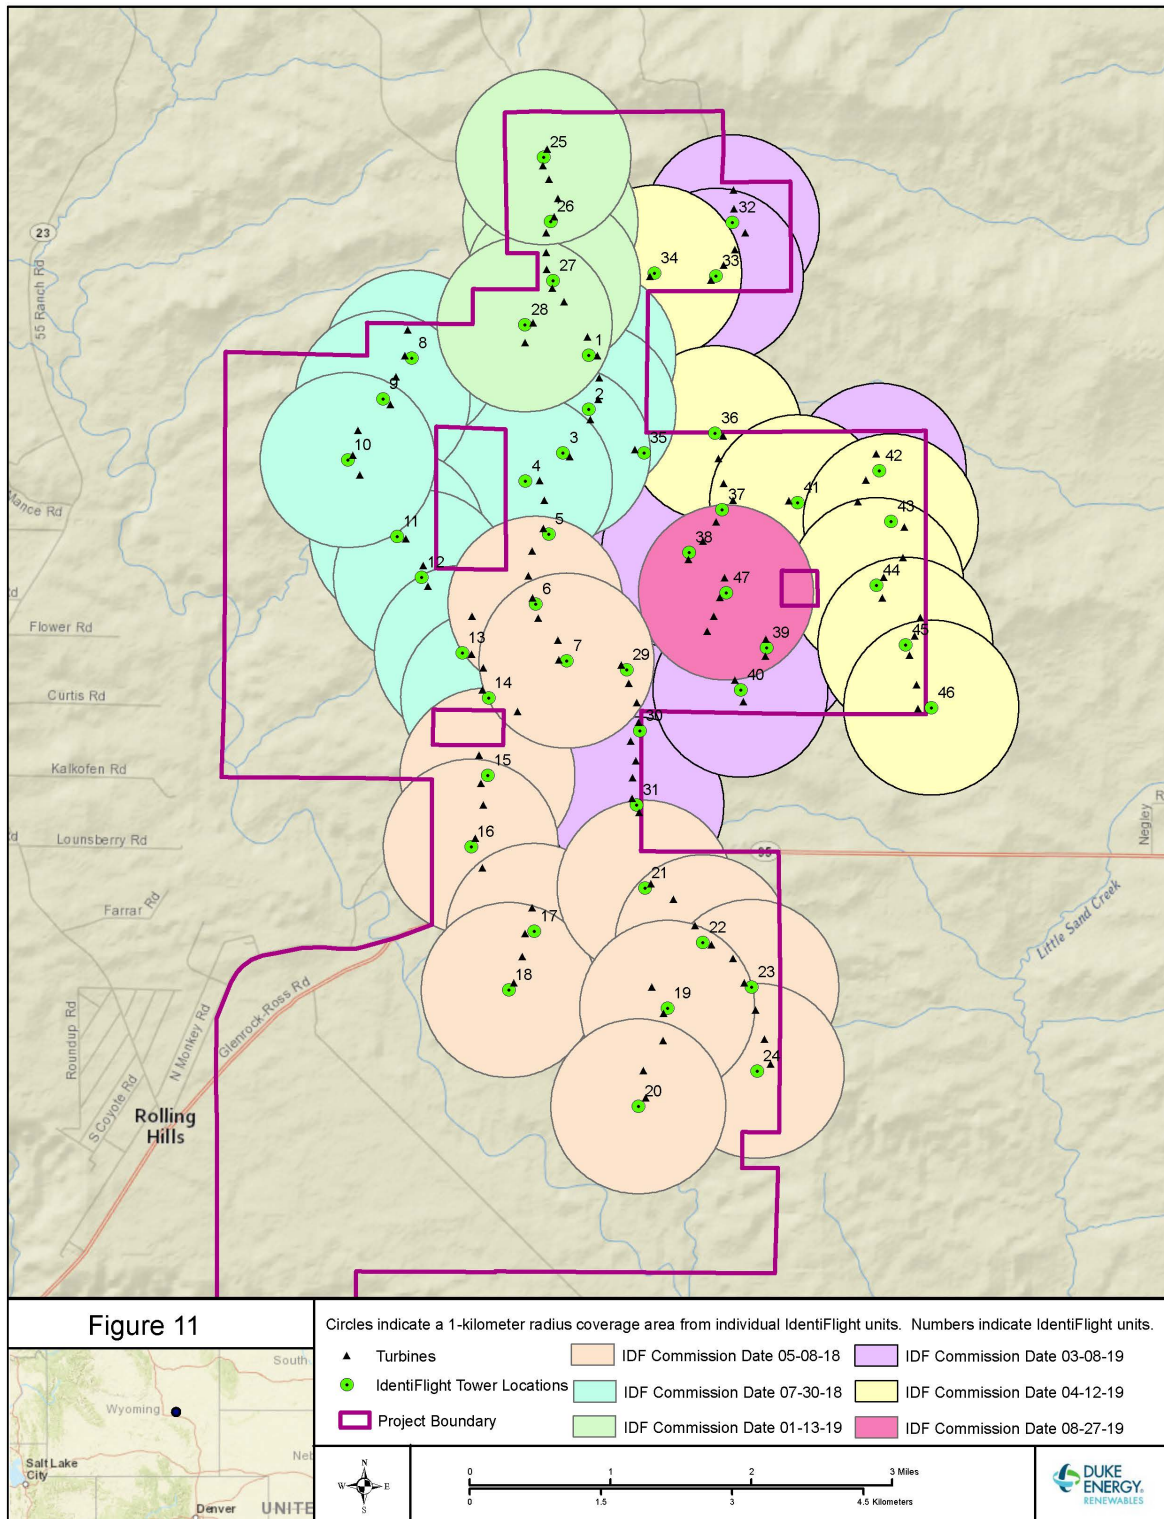 25
26
32
23
34
33
27
55 Ranch Rd
28
1
8
9
2
36
3
35
10
4
42
41
37
43
Mance Rd
5
11
38
12
44
47
6
Flower Rd
39
45
13
7
29
40
Curtis Rd
14
46
30
Kalkofen Rd
15
31
Negley
R
16
Lounsberry Rd
95
21
Farrar Rd
17
22
Little Sand Creek
18
23
19
N Monkey Rd
Glenrock-Ross Rd
Roundup Rd
24
20
S Coyote Rd
Rolling
Hills
Figure 11
Circles indicate a 1-kilometer radius coverage area from individual IdentiFlight units. Numbers indicate IdentiFlight units.
Turbines
IdentiFlight Tower Locations
Project Boundary
IDF Commission Date 05-08-18
IDF Commission Date 07-30-18
IDF Commission Date 01-13-19
IDF Commission Date 03-08-19
IDF Commission Date 04-12-19
IDF Commission Date 08-27-19
South
Wyoming
Neb
Salt Lake
City
Denver
UNITE
N
W
E
S
0 1 2 3 Miles
0 1.5 3 4.5 Kilometers
DUKE
ENERGY®
RENEWABLES